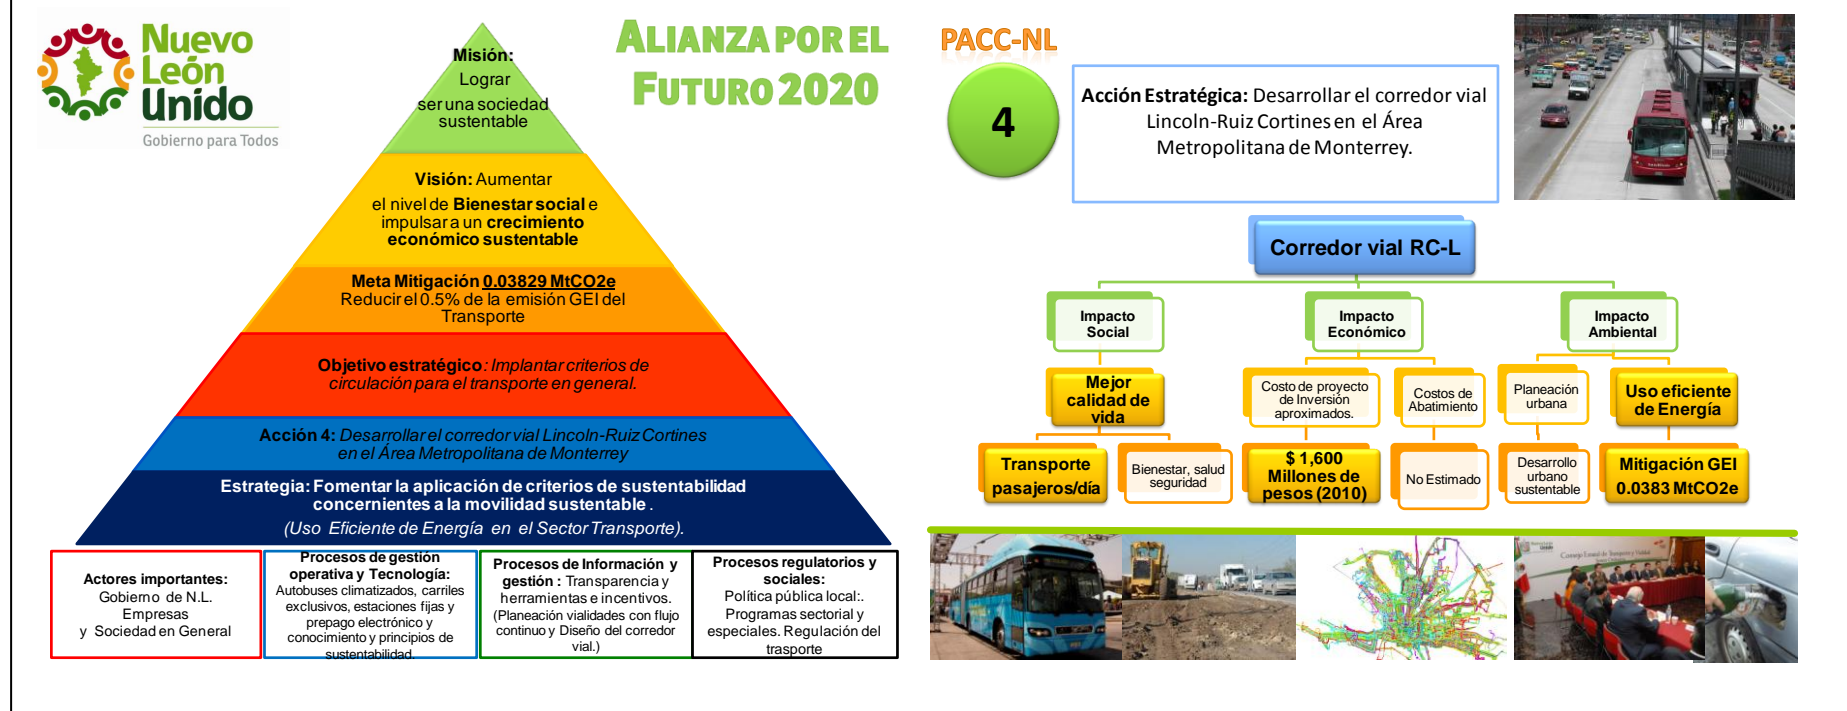 Nuevo
León
Unido
Gobierno para Todos
ALIANZA POR EL
FUTURO 2020
Misión:
Lograr
ser una sociedad
sustentable
Visión: Aumentar
el nivel de Bienestar social e
impulsar a un crecimiento
económico sustentable
Meta Mitigación 0.03829 MtCO2e
Reducir el 0.5% de la emisión GEI del
Transporte
Objetivo estratégico: Implantar criterios de
circulación para el transporte en general.
Acción 4: Desarrollar el corredor vial Lincoln-Ruiz Cortines
en el Área Metropolitana de Monterrey
Estrategia: Fomentar la aplicación de criterios de sustentabilidad
concernientes a la movilidad sustentable .
(Uso Eficiente de Energía en el Sector Transporte).
Actores importantes:
Gobierno de N.L.
Empresas
y Sociedad en General
Procesos de gestión
operativa y Tecnología:
Autobuses climatizados, carriles
exclusivos, estaciones fijas y
prepago electrónico y
conocimiento y principios de
sustentabilidad.
Procesos de Información y
gestión : Transparencia y
herramientas e incentivos.
(Planeación vialidades con flujo
continuo y Diseño del corredor
vial.)
Procesos regulatorios y
sociales:
Política pública local:.
Programas sectorial y
especiales. Regulación del
trasporte
PACC-NL
4
Acción Estratégica: Desarrollar el corredor vial
Lincoln-Ruiz Cortines en el Área
Metropolitana de Monterrey.
Corredor vial RC-L
Impacto
Social
Impacto
Económico
Impacto
Ambiental
Mejor
calidad de
vida
Costo de proyecto
de Inversión
aproximados.
Costos de
Abatimiento
Planeación
urbana
Uso eficiente
de Energía
Transporte
pasajeros/día
Bienestar, salud
seguridad
$ 1,600
Millones de
pesos (2010)
No Estimado
Desarrollo
urbano
sustentable
Mitigación GEI
0.0383 MtCO2e
Consejo Estatal de Transporte y Vialidad